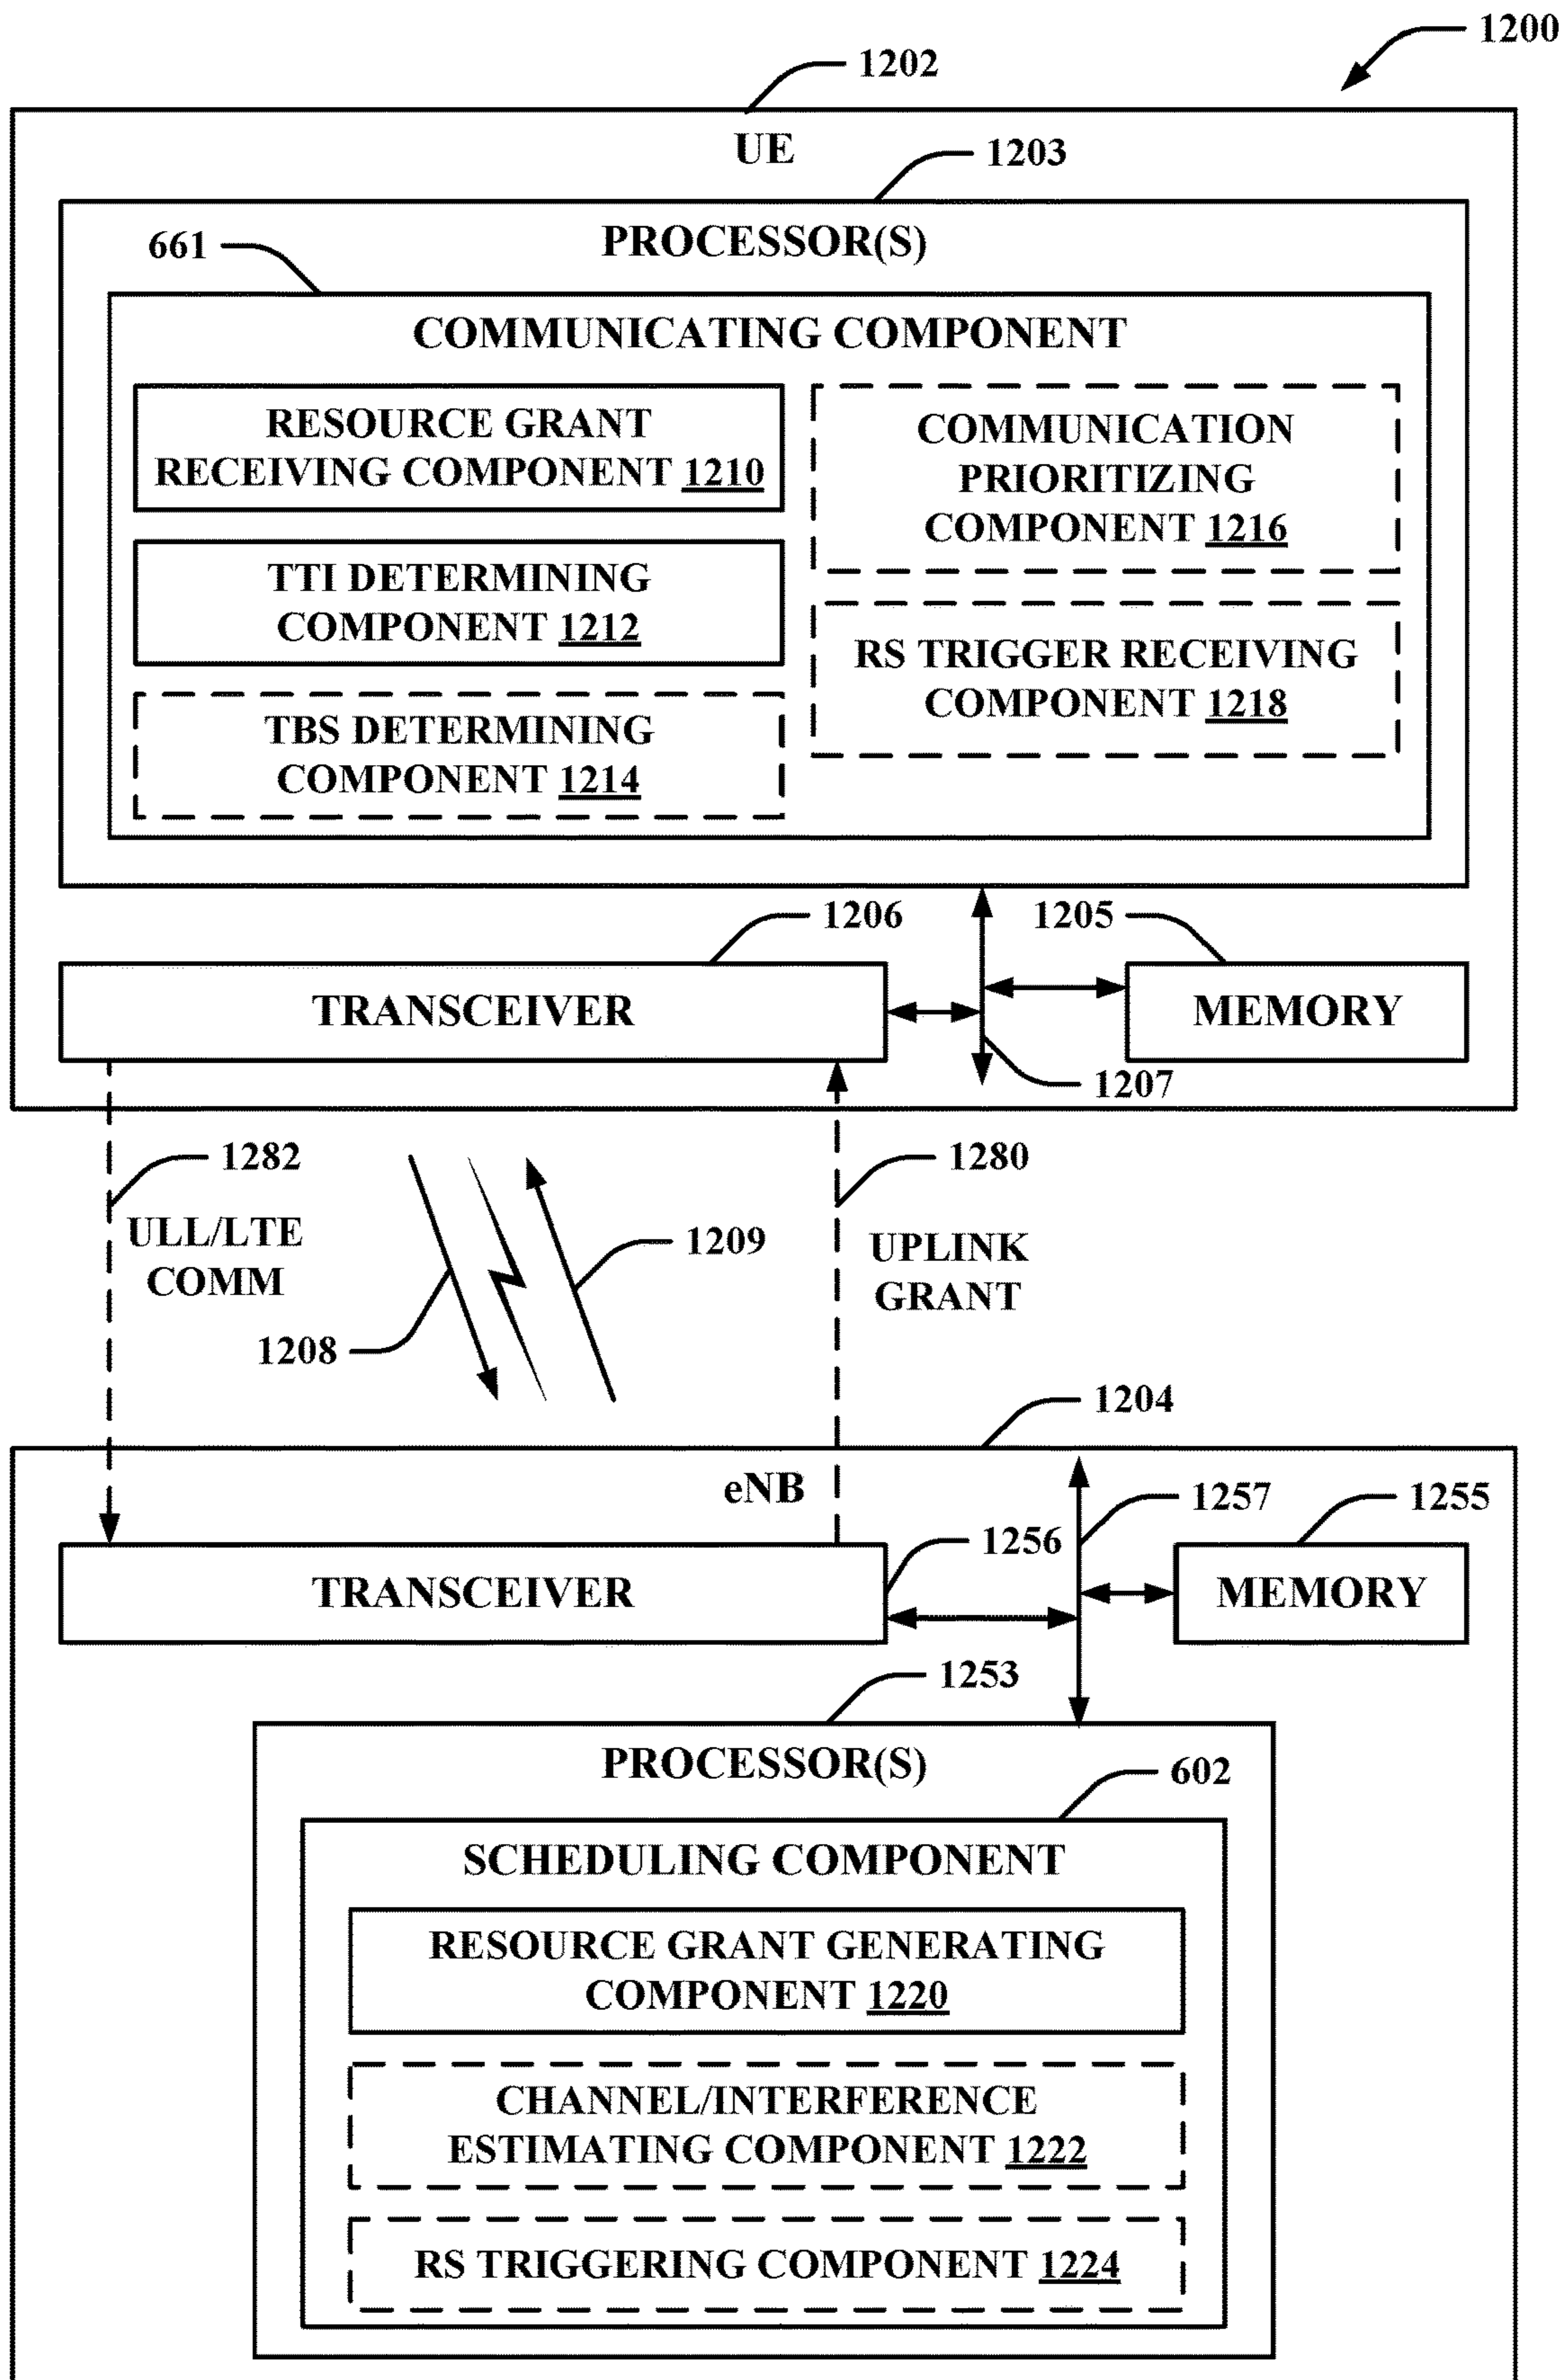 1200
1202
UE
1203
PROCESSOR(S)
661
COMMUNICATING COMPONENT
RESOURCE GRANT
RECEIVING COMPONENT 1210
TTI DETERMINING
COMPONENT 1212
TBS DETERMINING
COMPONENT 1214
COMMUNICATION
PRIORITIZING
COMPONENT 1216
RS TRIGGER RECEIVING
COMPONENT 1218
1206
1205
TRANSCEIVER
MEMORY
1207
1282
ULL/LTE
COMM
1208
1209
1280
UPLINK
GRANT
1204
eNB
1257
1255
1256
TRANSCEIVER
MEMORY
1253
PROCESSOR(S)
602
SCHEDULING COMPONENT
RESOURCE GRANT GENERATING
COMPONENT 1220
CHANNEL/INTERFERENCE
ESTIMATING COMPONENT 1222
RS TRIGGERING COMPONENT 1224